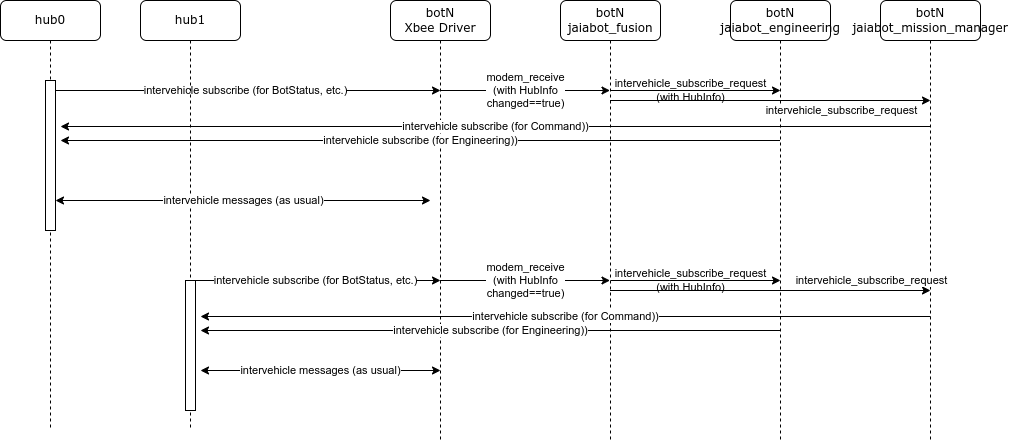 hub0
hub1
botN
Xbee Driver
botN
jaiabot_fusion
botN
jaiabot_engineering
botN
jaiabot_mission_manager
intervehicle subscribe (for BotStatus, etc.)
modem_receive
(with HubInfo
changed==true)
intervehicle_subscribe_request
(with HubInfo)
intervehicle_subscribe_request
intervehicle subscribe (for Command))
intervehicle subscribe (for Engineering))
intervehicle messages (as usual)
intervehicle subscribe (for BotStatus, etc.)
modem_receive
(with HubInfo
changed==true)
intervehicle_subscribe_request
(with HubInfo)
intervehicle_subscribe_request
intervehicle subscribe (for Command))
intervehicle subscribe (for Engineering))
intervehicle messages (as usual)